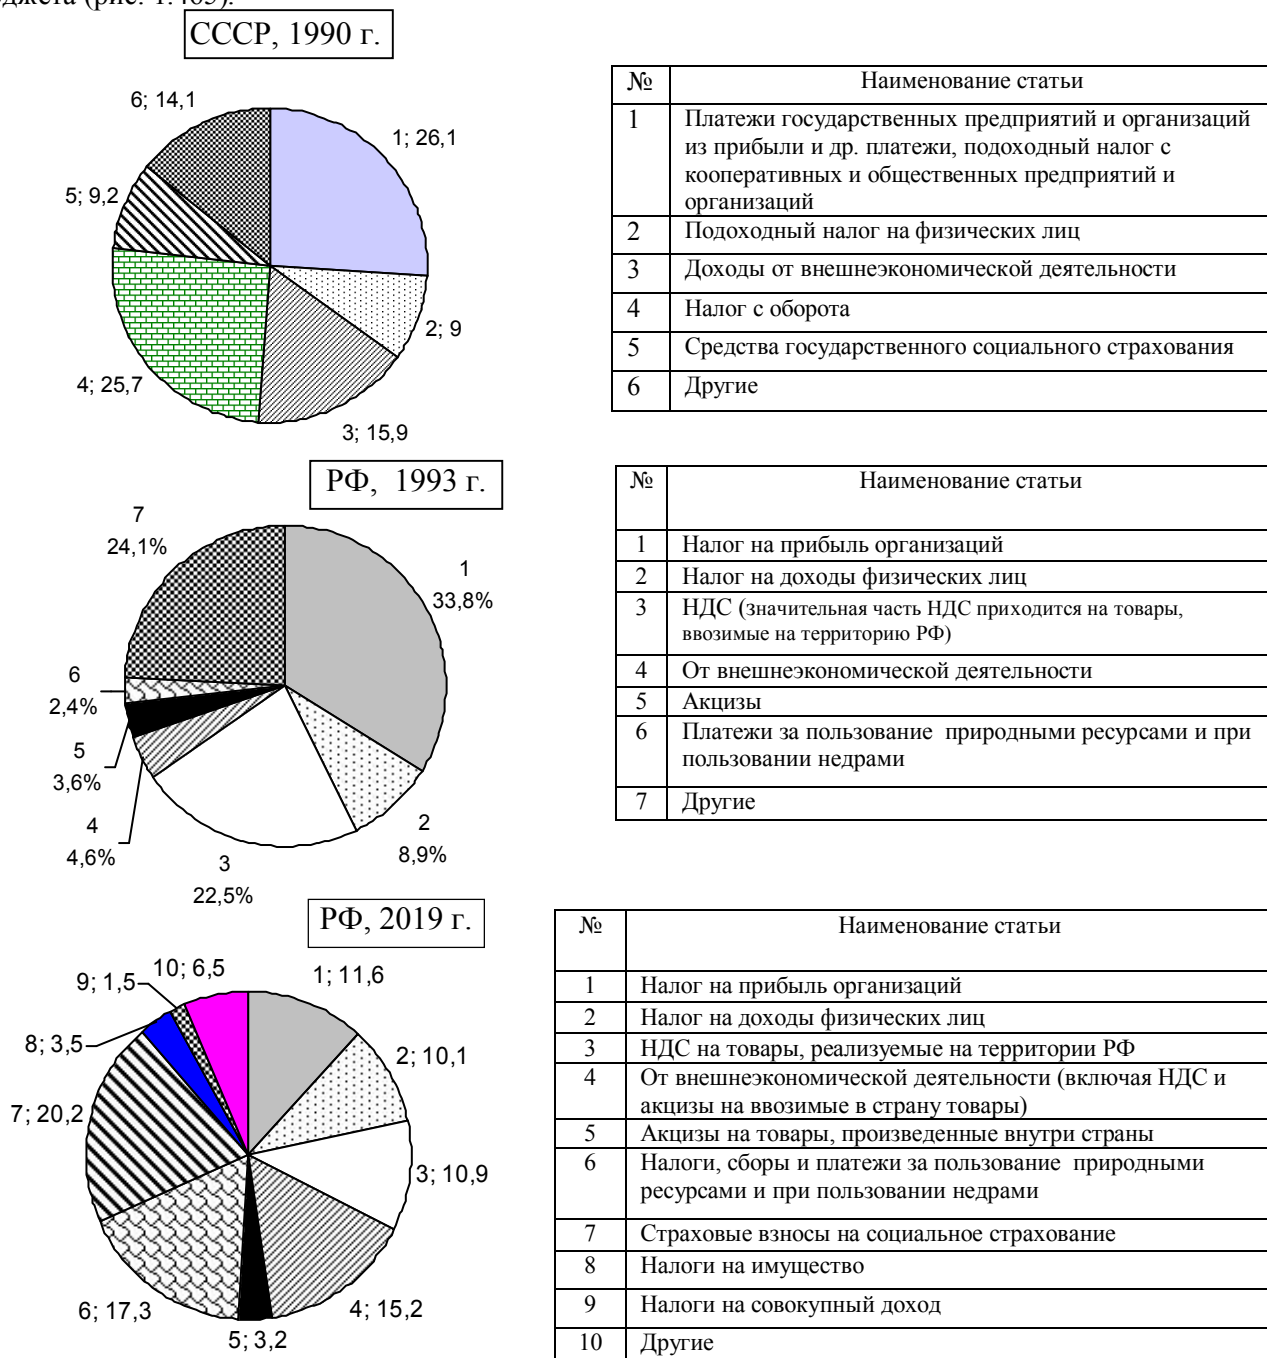 (рис. 1.465).
СССР, 1990 г.
6; 14,1
1; 26,1
5; 9,2
2; 9
4; 25,7
3; 15,9
№ Наименование статьи
1 Платежи государственных предприятий и организаций
из прибыли и др. платежи, подоходный налог с
кооперативных и общественных предприятий и
организаций
2 Подоходный налог на физических лиц
3 Доходы от внешнеэкономической деятельности
4 Налог с оборота
5 Средства государственного социального страхования
6 Другие
РФ, 1993 г.
7
24,1%
1
33,8%
6
2,4%
5
3,6%
4
4,6%
3
22,5%
2
8,9%
№ Наименование статьи
1 Налог на прибыль организаций
2 Налог на доходы физических лиц
3 НДС (значительная часть НДС приходится на товары,
ввозимые на территорию РФ)
4 От внешнеэкономической деятельности
5 Акцизы
6 Платежи за пользование природными ресурсами и при
пользовании недрами
7 Другие
РФ, 2019 г.
9; 1,5
10; 6,5
1; 11,6
8; 3,5
2; 10,1
7; 20,2
3; 10,9
6; 17,3
4; 15,2
5; 3,2
№ Наименование статьи
1 Налог на прибыль организаций
2 Налог на доходы физических лиц
3 НДС на товары, реализуемые на территории РФ
4 От внешнеэкономической деятельности (включая НДС и
акцизы на ввозимые в страну товары)
5 Акцизы на товары, произведенные внутри страны
6 Налоги, сборы и платежи за пользование природными
ресурсами и при пользовании недрами
7 Страховые взносы на социальное страхование
8 Налоги на имущество
9 Налоги на совокупный доход
10 Другие